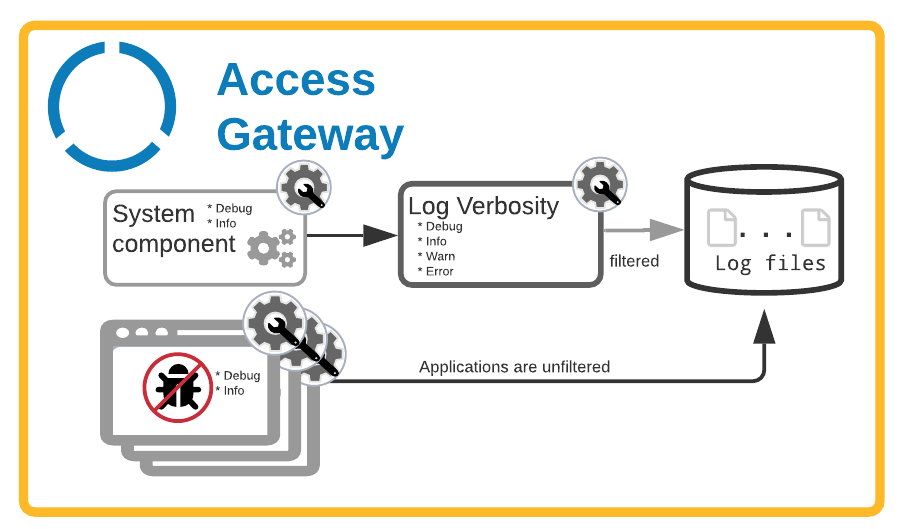 Access
Gateway
System
component
* Debug
* Info
Log Verbosity
* Debug
* Info
* Warn
* Error
filtered
. . .
Log files
* Debug
* Info
Applications are unfiltered